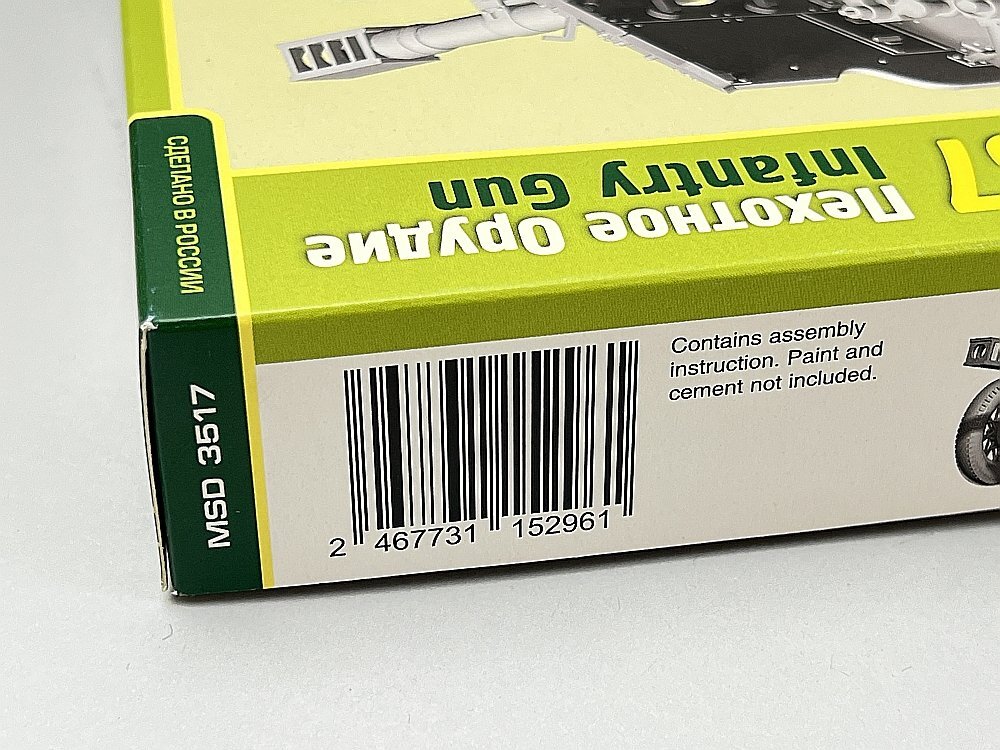 СДЕЛАНО В РОССИИ
Пехотное Орудие
Infantry Gun
MSD 3517
2 467731 152961
Contains assembly
instruction. Paint and
cement not included.